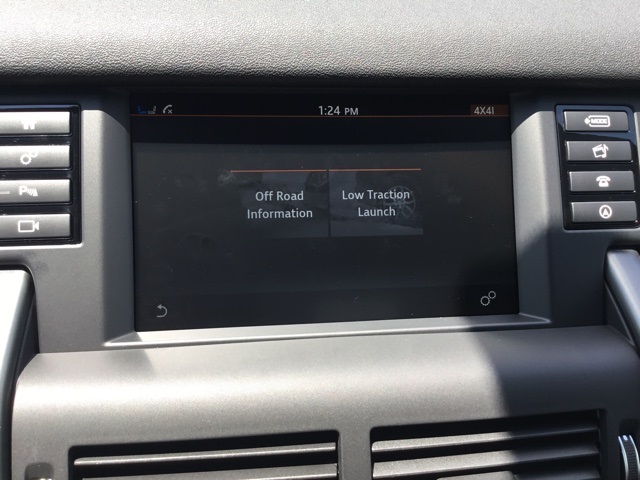 1:24 PM
4X4I
Off Road
Information
Low Traction
Launch
MODE
P
A